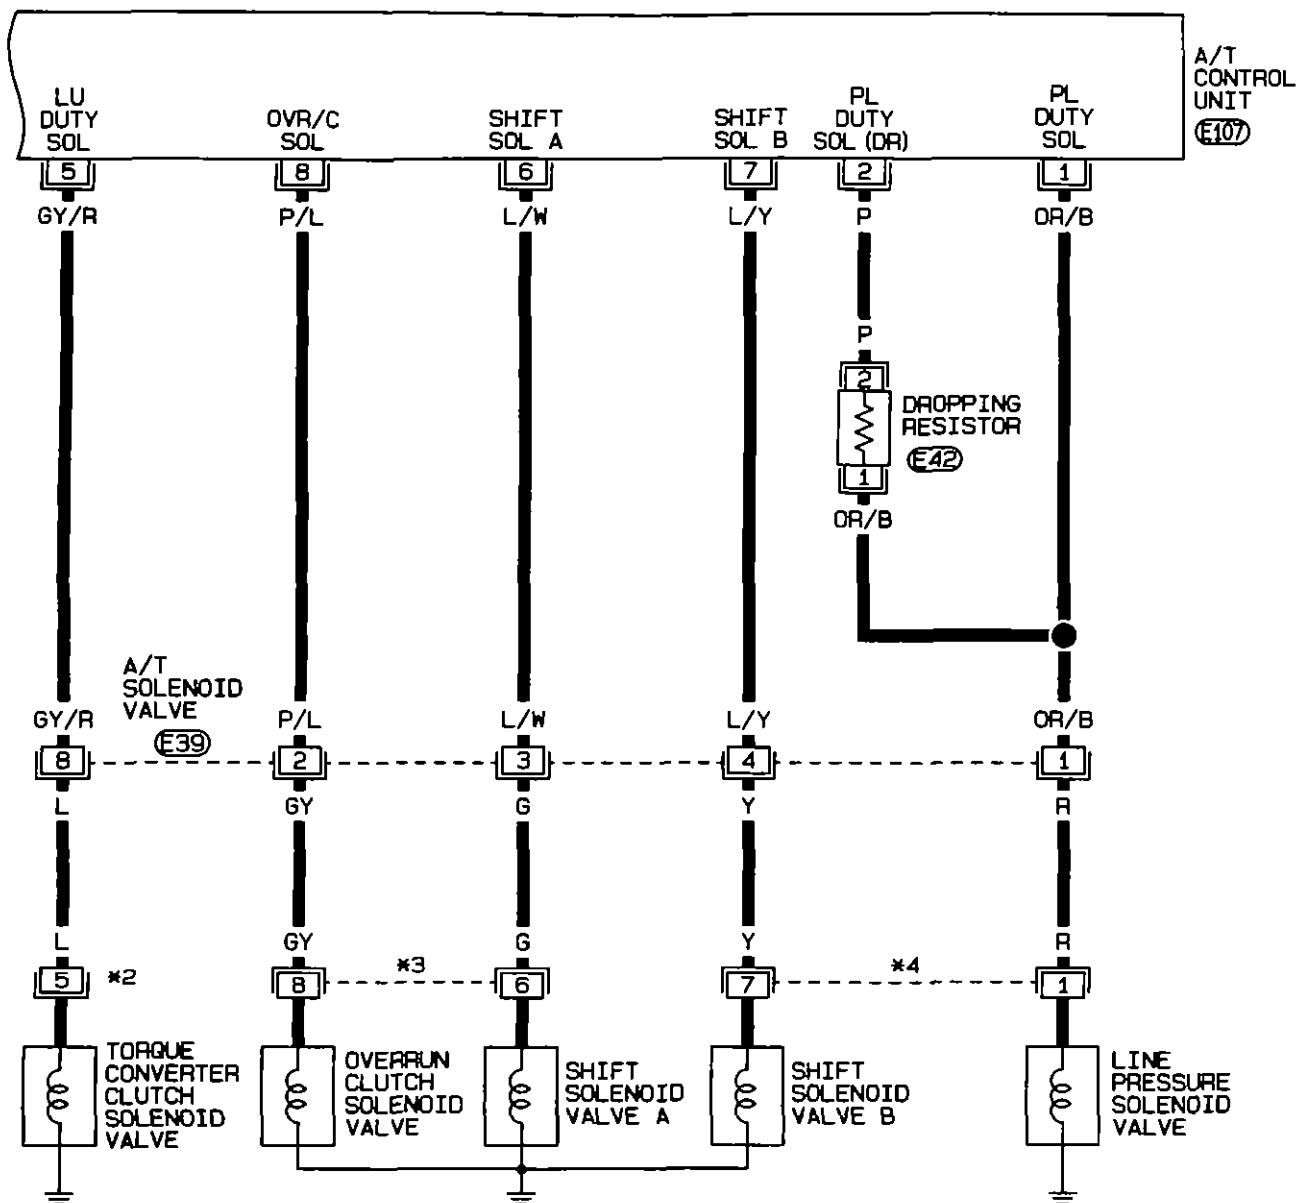 A/T
CONTROL
UNIT
E107
LU
DUTY
SOL
OVR/C
SOL
SHIFT
SOL A
SHIFT
SOL B
PL
DUTY
SOL (DR)
PL
DUTY
SOL
5 8 6 7 2 1
GY/R P/L L/W L/Y P OR/B
P
2
DROPPING
RESISTOR
E42
1
OR/B
A/T
SOLENOID
VALVE
E39
GY/R P/L L/W L/Y OR/B
8 2 3 4 1
L GY G Y R
L GY G Y R
5 *2 8 *3 6 7 *4 1
TORQUE
CONVERTER
CLUTCH
SOLENOID
VALVE
OVERRUN
CLUTCH
SOLENOID
VALVE
SHIFT
SOLENOID
VALVE A
SHIFT
SOLENOID
VALVE B
LINE
PRESSURE
SOLENOID
VALVE